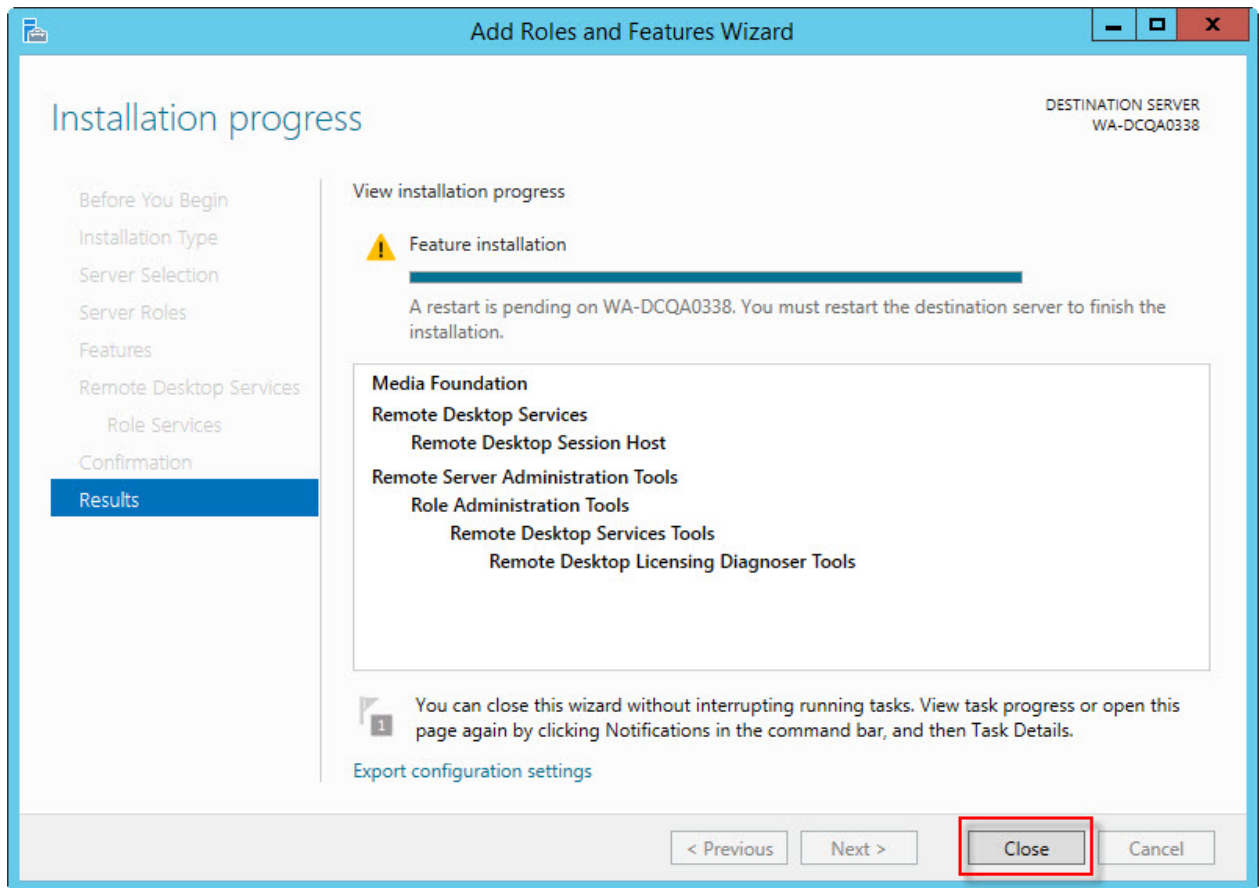 Add Roles and Features Wizard
Installation progress
DESTINATION SERVER
WA-DCQA0338
Before You Begin
Installation Type
Server Selection
Server Roles
Features
Remote Desktop Services
Role Services
Confirmation
Results
View installation progress
Feature installation
A restart is pending on WA-DCQA0338. You must restart the destination server to finish the
installation.
Media Foundation
Remote Desktop Services
Remote Desktop Session Host
Remote Server Administration Tools
Role Administration Tools
Remote Desktop Services Tools
Remote Desktop Licensing Diagnoser Tools
1
You can close this wizard without interrupting running tasks. View task progress or open this
page again by clicking Notifications in the command bar, and then Task Details.
Export configuration settings
< Previous
Next >
Close
Cancel